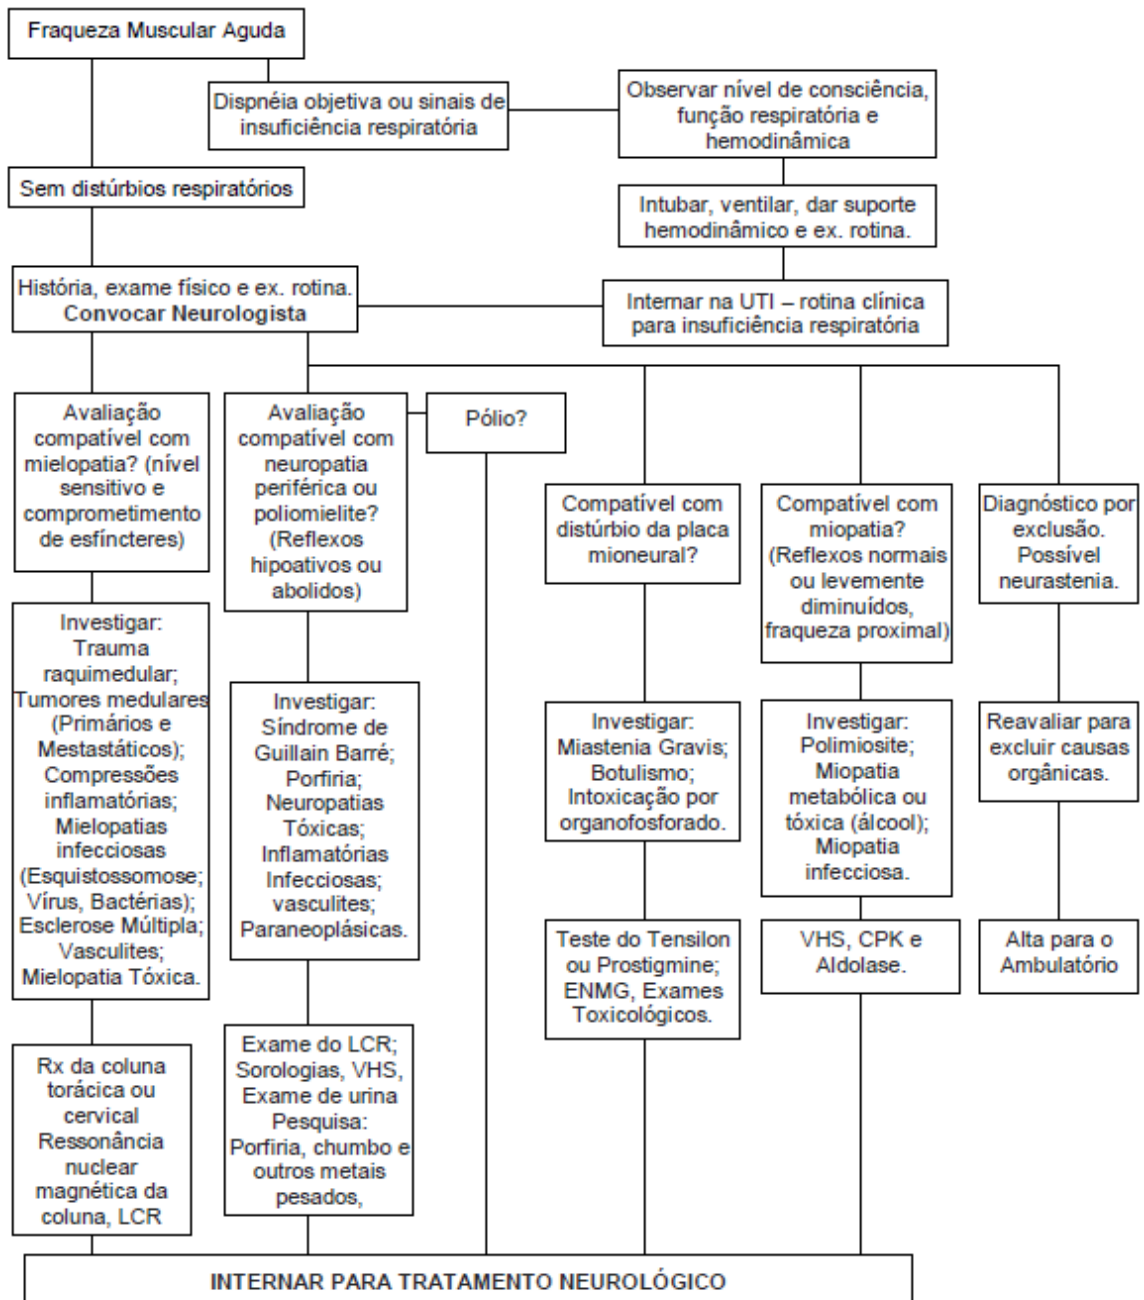 Fraqueza Muscular Aguda
Dispnéia objetiva ou sinais de
insuficiência respiratória
Observar nível de consciência,
função respiratória e
hemodinâmica
Sem distúrbios respiratórios
Intubar, ventilar, dar suporte
hemodinâmico e ex. rotina.
História, exame físico e ex. rotina.
Convocar Neurologista
Internar na UTI – rotina clínica
para insuficiência respiratória
Avaliação
compatível com
mielopatia? (nível
sensitivo e
comprometimento
de esfíncteres)
Avaliação
compatível com
neuropatia
periférica ou
poliomielite?
(Reflexos
hipoativos ou
abolidos)
Pólio?
Compatível com
distúrbio da placa
mioneural?
Compatível com
miopatia?
(Reflexos normais
ou levemente
diminuídos,
fraqueza proximal)
Diagnóstico por
exclusão.
Possível
neurastenia.
Investigar:
Trauma
raquimedular;
Tumores medulares
(Primários e
Mestastáticos);
Compressões
inflamatórias;
Mielopatias
infecciosas
(Esquistossomose;
Vírus, Bactérias);
Esclerose Múltipla;
Vasculites;
Mielopatia Tóxica.
Investigar:
Síndrome de
Guillain Barré;
Porfiria;
Neuropatias
Tóxicas;
Inflamatórias
Infecciosas;
vasculites;
Paraneoplásicas.
Investigar:
Miastenia Gravis;
Botulismo;
Intoxicação por
organofosforado.
Investigar:
Polimiosite;
Miopatia
metabólica ou
tóxica (álcool);
Miopatia
infecciosa.
Reavaliar para
excluir causas
orgânicas.
Teste do Tensilon
ou Prostigmine;
ENMG, Exames
Toxicológicos.
VHS, CPK e
Aldolase.
Alta para o
Ambulatório
Rx da coluna
torácica ou
cervical
Ressonância
nuclear
magnética da
coluna, LCR
Exame do LCR;
Sorologias, VHS,
Exame de urina
Pesquisa:
Porfiria, chumbo e
outros metais
pesados,
INTERNAR PARA TRATAMENTO NEUROLÓGICO